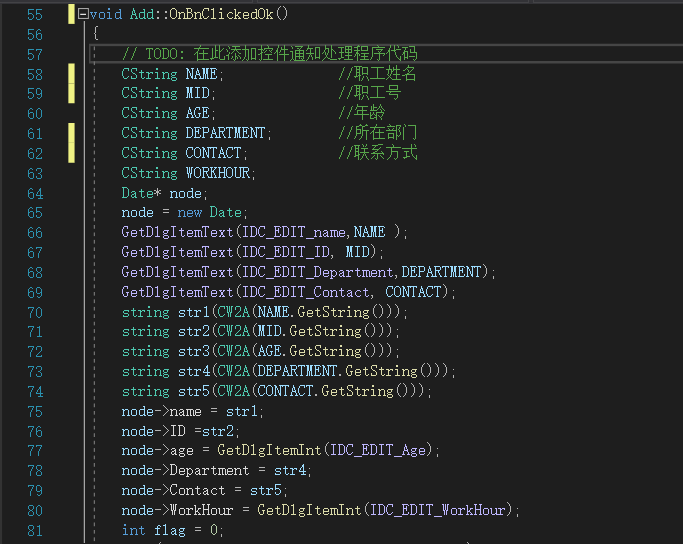 55 void Add::OnBnClickedOk()
56 {
57 // TODO: 在此添加控件通知处理程序代码
58 CString NAME; //职工姓名
59 CString MID; //职工号
60 CString AGE; //年龄
61 CString DEPARTMENT; //所在部门
62 CString CONTACT; //联系方式
63 CString WORKHOUR;
64 Date* node;
65 node = new Date;
66 GetDlgItemText(IDC_EDIT_name,NAME );
67 GetDlgItemText(IDC_EDIT_ID, MID);
68 GetDlgItemText(IDC_EDIT_Department,DEPARTMENT);
69 GetDlgItemText(IDC_EDIT_Contact, CONTACT);
70 string str1(CW2A(NAME.GetString()));
71 string str2(CW2A(MID.GetString()));
72 string str3(CW2A(AGE.GetString()));
73 string str4(CW2A(DEPARTMENT.GetString()));
74 string str5(CW2A(CONTACT.GetString()));
75 node->name = str1;
76 node->ID =str2;
77 node->age = GetDlgItemInt(IDC_EDIT_Age);
78 node->Department = str4;
79 node->Contact = str5;
80 node->WorkHour = GetDlgItemInt(IDC_EDIT_WorkHour);
81 int flag = 0;